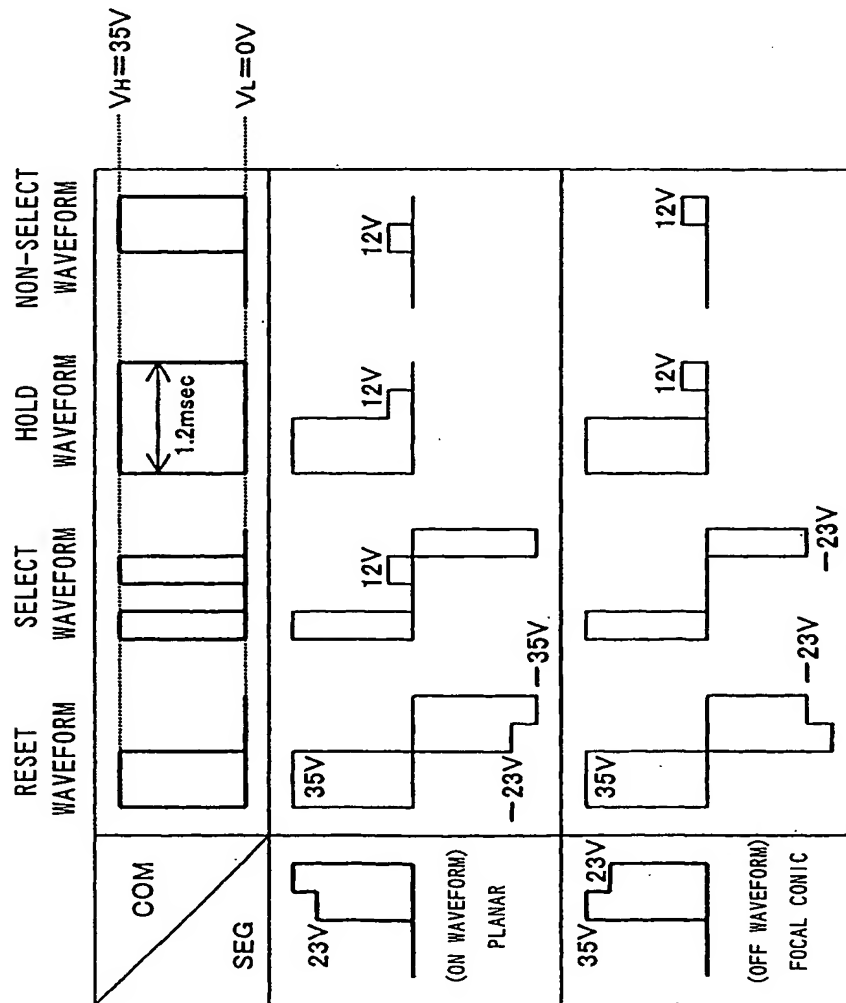 RESET
WAVEFORM
SELECT
WAVEFORM
HOLD
WAVEFORM
NON-SELECT
WAVEFORM
COM
SEG
1.2msec
VH=35V
VL=0V
23V
(ON WAVEFORM)
PLANAR
35V
-23V
-35V
12V
12V
12V
35V
23V
(OFF WAVEFORM)
FOCAL CONIC
35V
-23V
-23V
12V
12V